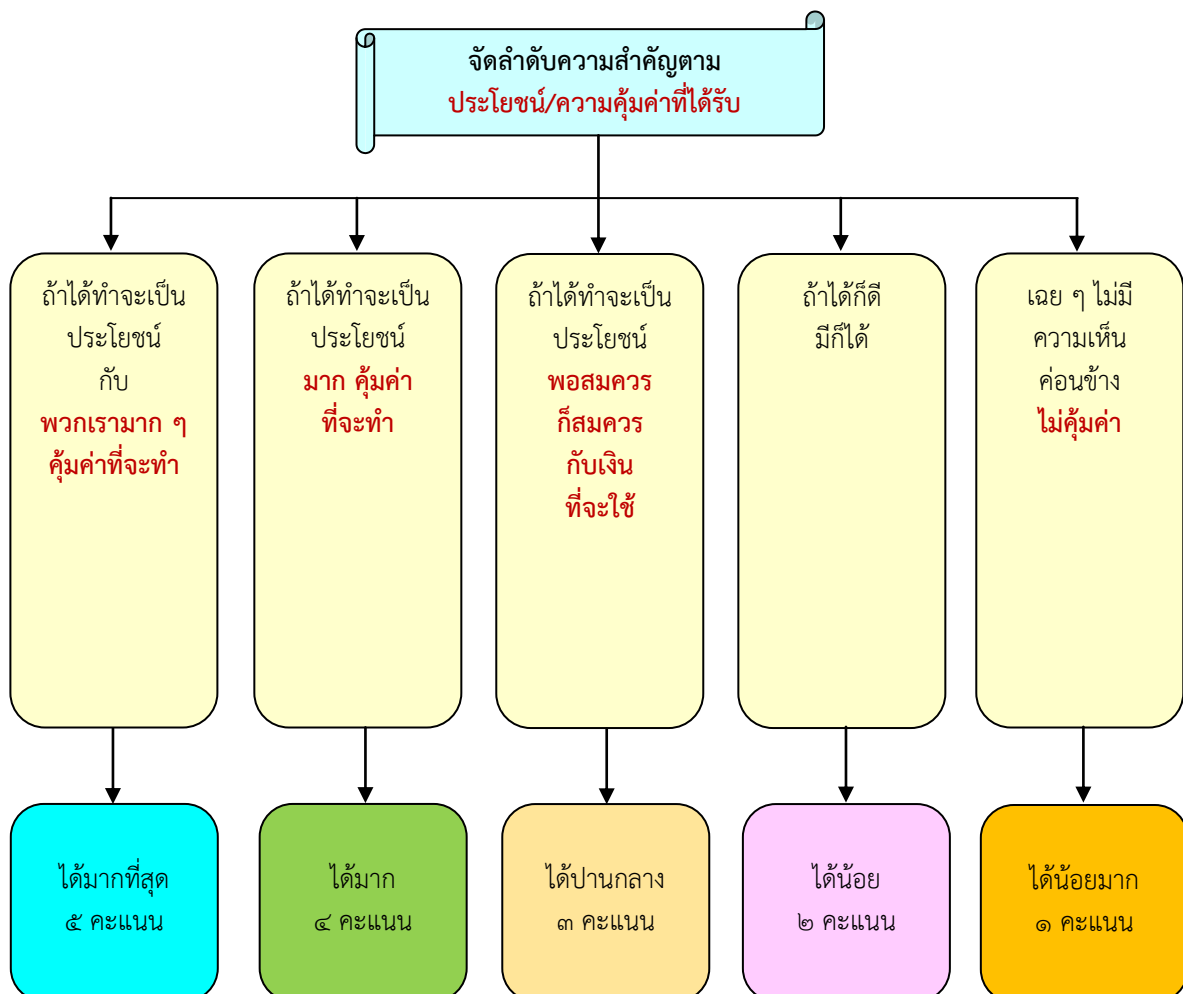 จัดลำดับความสำคัญตาม
ประโยชน์/ความคุ้มค่าที่ได้รับ
ถ้าได้ทำจะเป็น
ประโยชน์
กับ
พวกเรามาก ๆ
คุ้มค่าที่จะทำ
ถ้าได้ทำจะเป็น
ประโยชน์
มาก คุ้มค่า
ที่จะทำ
ถ้าได้ทำจะเป็น
ประโยชน์
พอสมควร
ก็สมควร
กับเงิน
ที่จะใช้
ถ้าได้ก็ดี
มีก็ได้
เฉย ๆ ไม่มี
ความเห็น
ค่อนข้าง
ไม่คุ้มค่า
ได้มากที่สุด
๕ คะแนน
ได้มาก
๔ คะแนน
ได้ปานกลาง
๓ คะแนน
ได้น้อย
๒ คะแนน
ได้น้อยมาก
๑ คะแนน